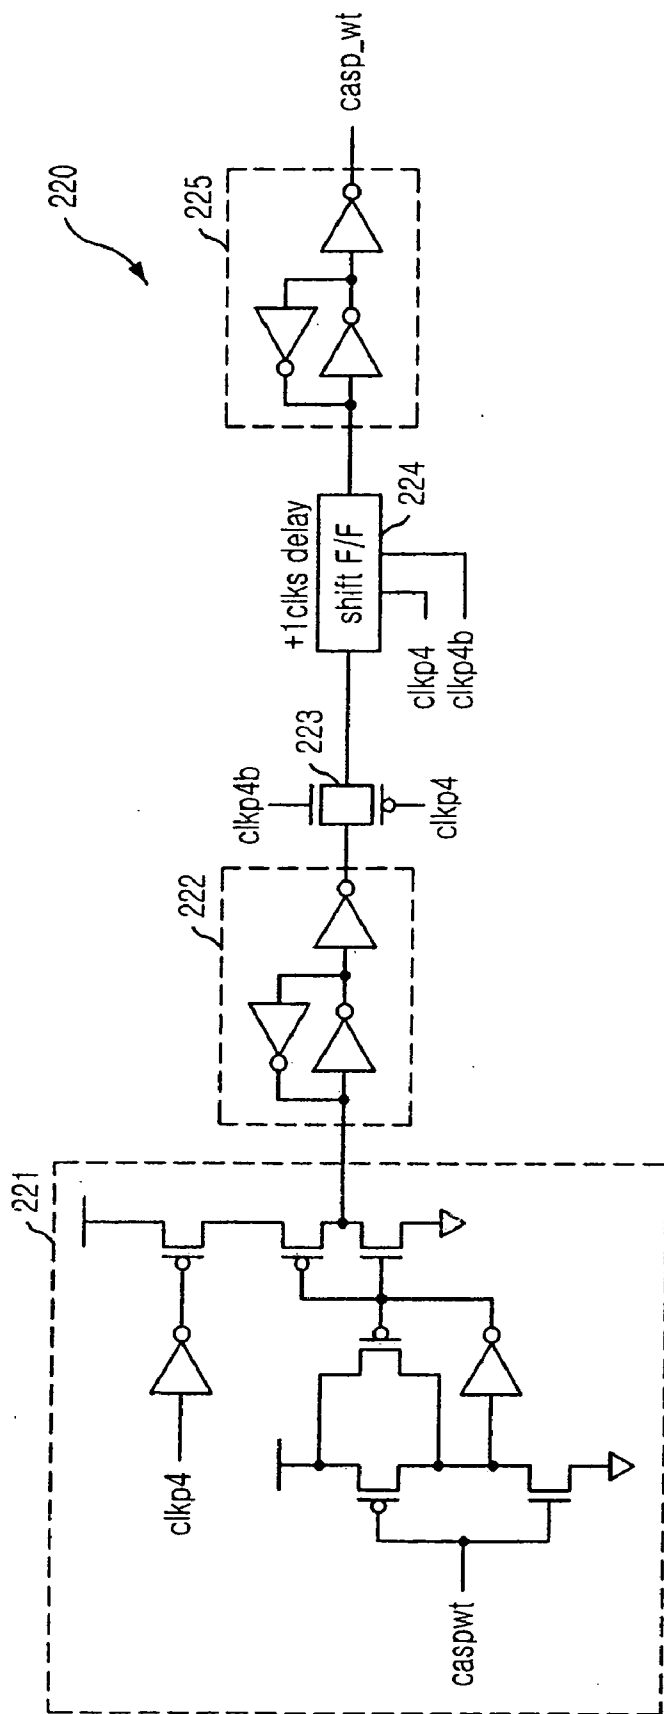 220
221
clkp4
caspwt
222
clkp4b
223
clkp4
+1clks delay
shift F/F
224
clkp4
clkp4b
225
casp_wt